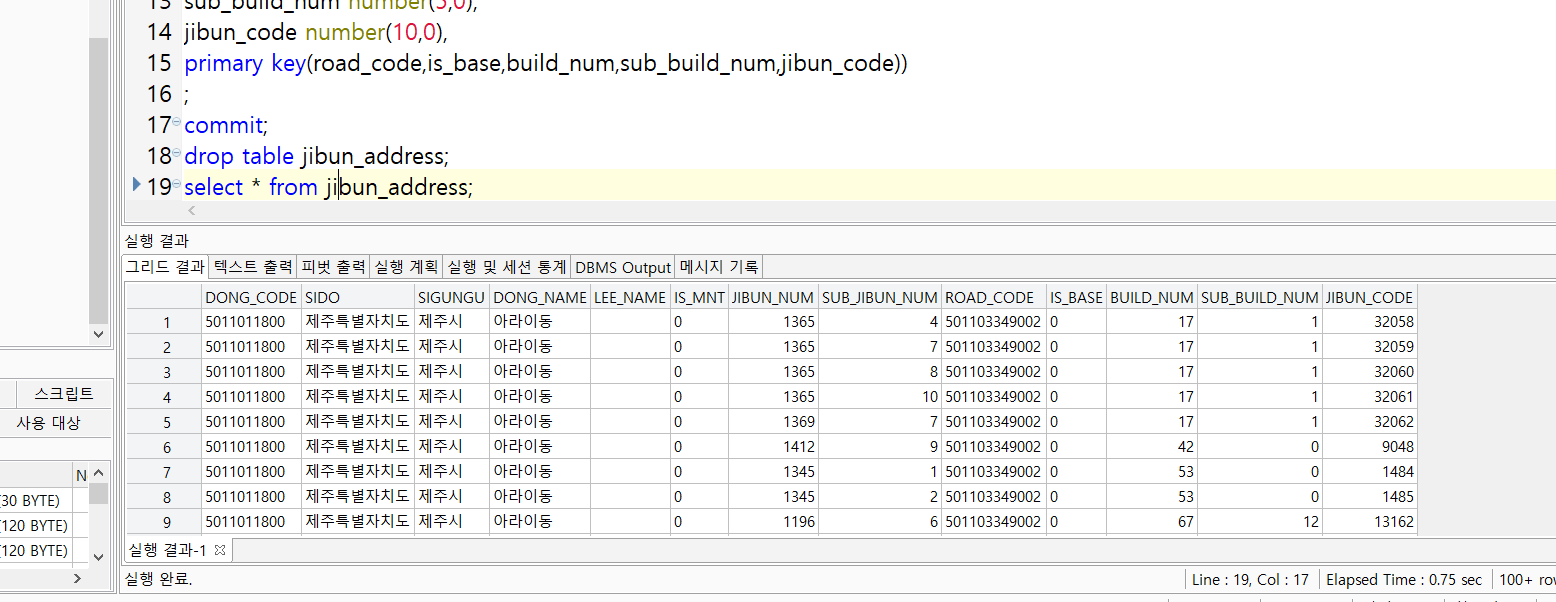 13 sub_build_num number(5,0),
14 jibun_code number(10,0),
15 primary key(road_code,is_base,build_num,sub_build_num,jibun_code))
16 ;
17 commit;
18 drop table jibun_address;
19 select * from jibun_address;
실행 결과
그리드 결과 텍스트 출력 피벗 출력 실행 계획 실행 및 세션 통계 DBMS Output 메시지 기록
DONG_CODE SIDO SIGUNGU DONG_NAME LEE_NAME IS_MNT JIBUN_NUM SUB_JIBUN_NUM ROAD_CODE IS_BASE BUILD_NUM SUB_BUILD_NUM JIBUN_CODE
1 5011011800 제주특별자치도 제주시 아라이동 0 1365 4 501103349002 0 17 1 32058
2 5011011800 제주특별자치도 제주시 아라이동 0 1365 7 501103349002 0 17 1 32059
3 5011011800 제주특별자치도 제주시 아라이동 0 1365 8 501103349002 0 17 1 32060
4 5011011800 제주특별자치도 제주시 아라이동 0 1365 10 501103349002 0 17 1 32061
5 5011011800 제주특별자치도 제주시 아라이동 0 1369 7 501103349002 0 17 1 32062
6 5011011800 제주특별자치도 제주시 아라이동 0 1412 9 501103349002 0 42 0 9048
7 5011011800 제주특별자치도 제주시 아라이동 0 1345 1 501103349002 0 53 0 1484
8 5011011800 제주특별자치도 제주시 아라이동 0 1345 2 501103349002 0 53 0 1485
9 5011011800 제주특별자치도 제주시 아라이동 0 1196 6 501103349002 0 67 12 13162
스크립트
사용 대상
N
(30 BYTE)
(120 BYTE)
(120 BYTE)
실행 결과-1
실행 완료.
Line : 19, Col : 17 Elapsed Time : 0.75 sec 100+